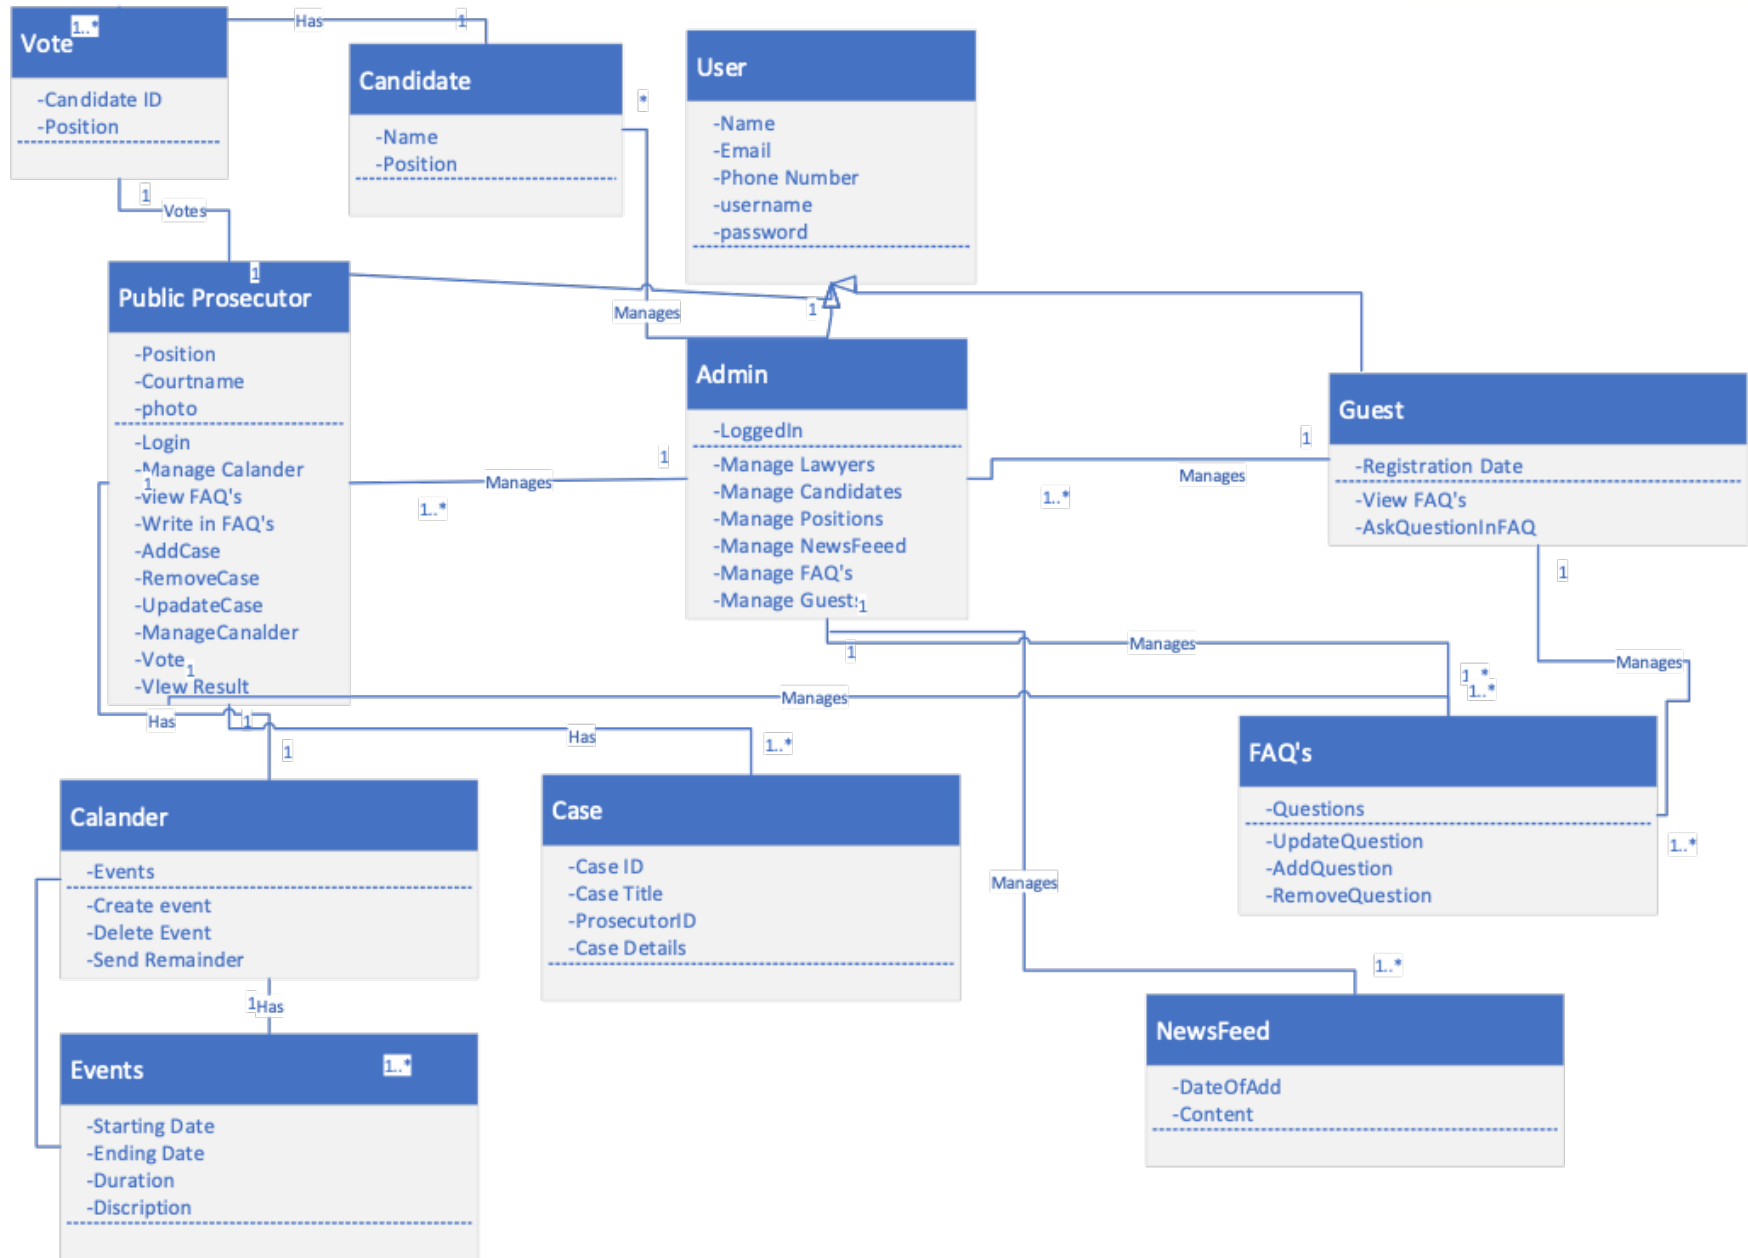 Vote
1..*
-Candidate ID
-Position
Has
1
Candidate
-Name
-Position
*
User
-Name
-Email
-Phone Number
-username
-password
1
Votes
1
Public Prosecutor
-Position
-Courtname
-photo
-Login
-Manage Calander
1
-view FAQ's
-Write in FAQ's
-AddCase
-RemoveCase
-UpadateCase
-ManageCanalder
-Vote
1
-VIew Result
Manages
1
Admin
-LoggedIn
-Manage Lawyers
-Manage Candidates
-Manage Positions
-Manage NewsFeeed
-Manage FAQ's
-Manage Guests
1
1
Manages
1..*
1
Manages
1..*
Guest
-Registration Date
-View FAQ's
-AskQuestionInFAQ
1
Manages
1
Manages
1..*
1..*
Manages
Has
1
1
Has
1..*
FAQ's
-Questions
-UpdateQuestion
-AddQuestion
-RemoveQuestion
1..*
Calander
-Events
-Create event
-Delete Event
-Send Remainder
1
Has
Case
-Case ID
-Case Title
-ProsecutorID
-Case Details
Manages
1..*
Events
1..*
-Starting Date
-Ending Date
-Duration
-Discription
NewsFeed
-DateOfAdd
-Content